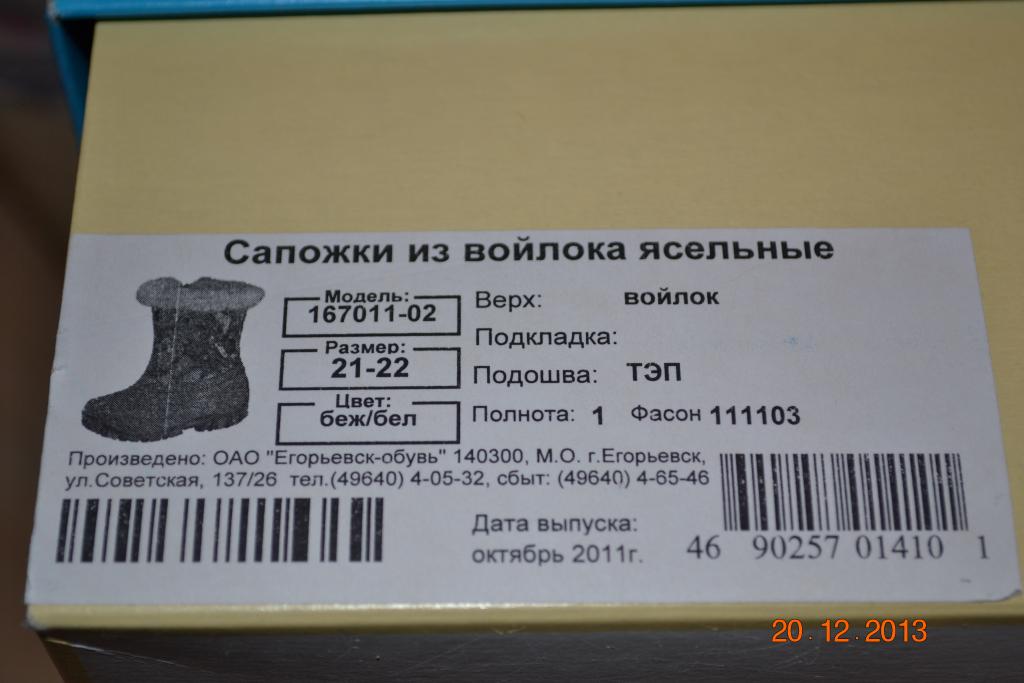 Сапожки из войлока ясельные
Модель:
167011-02
Размер:
21-22
Цвет:
беж/бел
Верх: войлок
Подкладка:
Подошва: ТЭП
Полнота: 1 Фасон 111103
Произведено: ОАО "Егорьевск-обувь" 140300, М.О. г.Егорьевск,
ул.Советская, 137/26 тел.(49640) 4-05-32, сбыт: (49640) 4-65-46
Дата выпуска:
октябрь 2011г.
46 90257 01410 1
20.12.2013